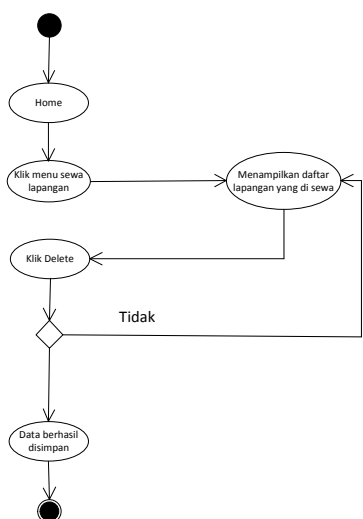 Home
Klik menu sewa
lapangan
Menampilkan daftar
lapangan yang di sewa
Klik Delete
Tidak
Data berhasil
disimpan